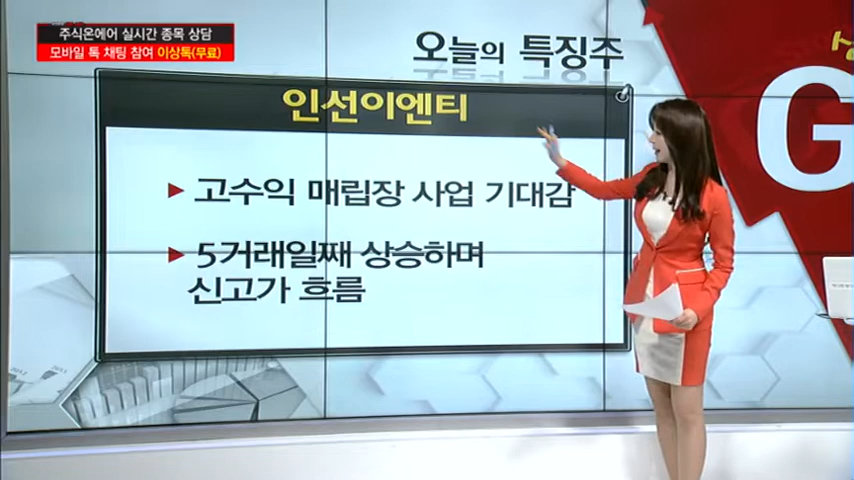 주식온에어 실시간 종목 상담
모바일 톡 채팅 참여 이상톡(무료)
오늘의 특징주
인선이엔티
▶ 고수익 매립장 사업 기대감
▶ 5거래일째 상승하며
신고가 흐름
G